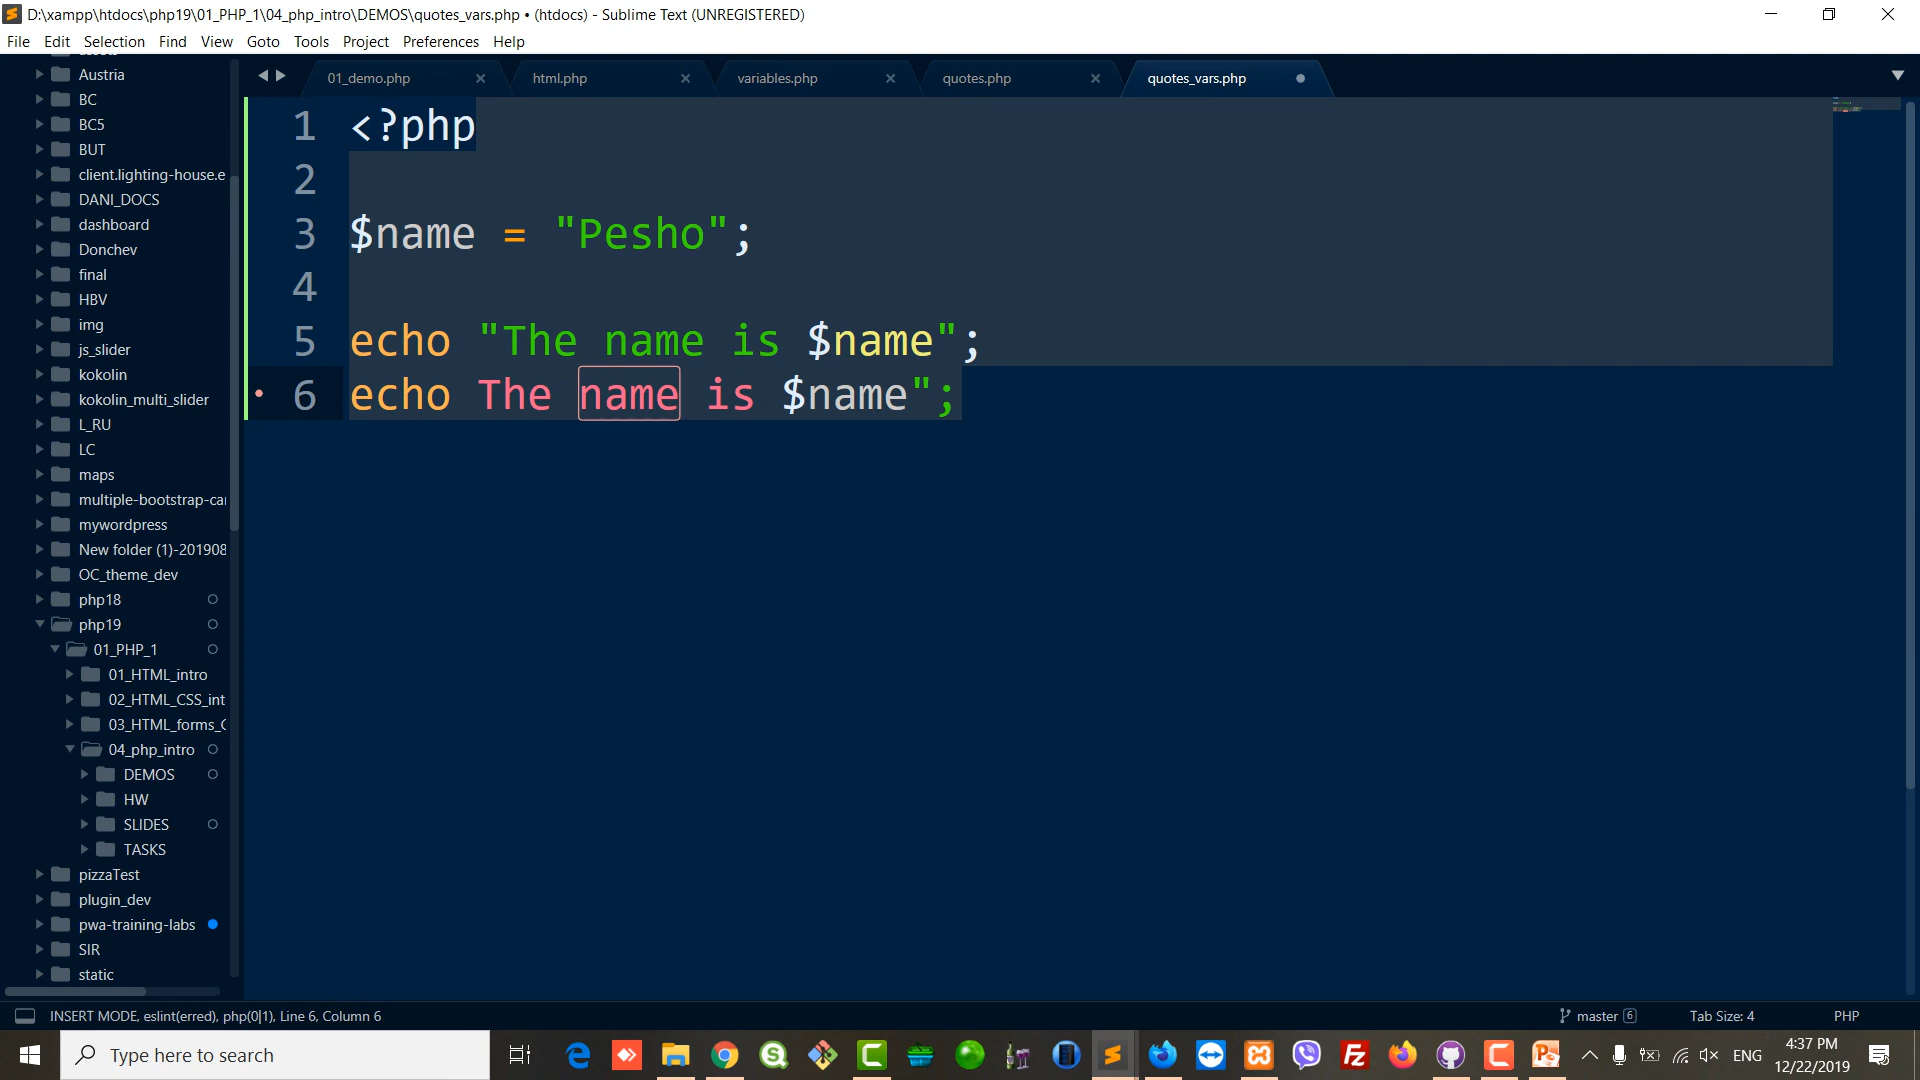 D:\xampp\htdocs\php19\01_PHP_1\04_php_intro\DEMOS\quotes_vars.php • (htdocs) - Sublime Text (UNREGISTERED)
File Edit Selection Find View Goto Tools Project Preferences Help
01_demo.php html.php variables.php quotes.php quotes_vars.php
Austria
BC
BC5
BUT
client.lighting-house.e
DANI_DOCS
dashboard
Donchev
final
HBV
img
js_slider
kokolin
kokolin_multi_slider
L_RU
LC
maps
multiple-bootstrap-car
mywordpress
New folder (1)-201908
OC_theme_dev
php18
php19
01_PHP_1
01_HTML_intro
02_HTML_CSS_int
03_HTML_forms_C
04_php_intro
DEMOS
HW
SLIDES
TASKS
pizzaTest
plugin_dev
pwa-training-labs
SIR
static
1 <?php
2
3 $name = "Pesho";
4
5 echo "The name is $name";
6 echo The name is $name";
INSERT MODE, eslint(erred), php(0|1), Line 6, Column 6
master 6 Tab Size: 4 PHP
Type here to search
ENG
4:37 PM
12/22/2019